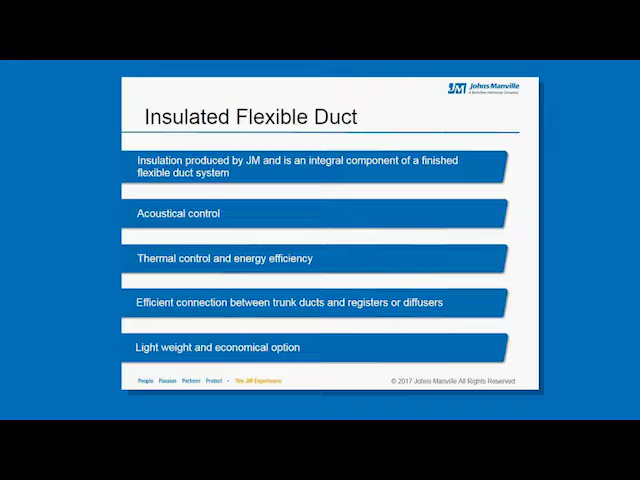 JM Johns Manville
A Berkshire Hathaway Company
Insulated Flexible Duct
Insulation produced by JM and is an integral component of a finished
flexible duct system
Acoustical control
Thermal control and energy efficiency
Efficient connection between trunk ducts and registers or diffusers
Light weight and economical option
People Passion Perform Protect • The JM Experience
© 2017 Johns Manville All Rights Reserved